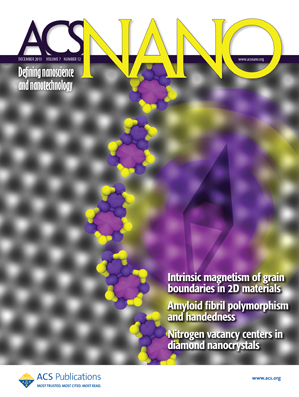 ACS NANO
DECEMBER 2013 VOLUME 7 NUMBER 12
www.acsnano.org
Defining nanoscience
and nanotechnology
Intrinsic magnetism of grain
boundaries in 2D materials
Amyloid fibril polymorphism
and handedness
Nitrogen vacancy centers in
diamond nanocrystals
ACS
ACS Publications
MOST TRUSTED. MOST CITED. MOST READ.
www.acs.org